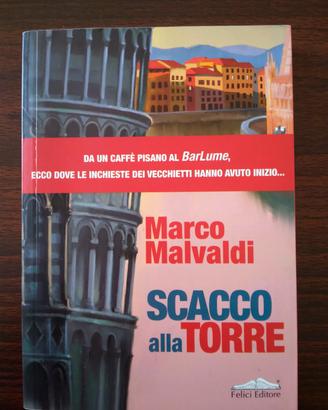 DA UN CAFFÈ PISANO AL BarLume,
ECCO DOVE LE INCHIESTE DEI VECCHIETTI HANNO AVUTO INIZIO...
Marco
Malvaldi
SCACCO
alla TORRE
Felici Editore